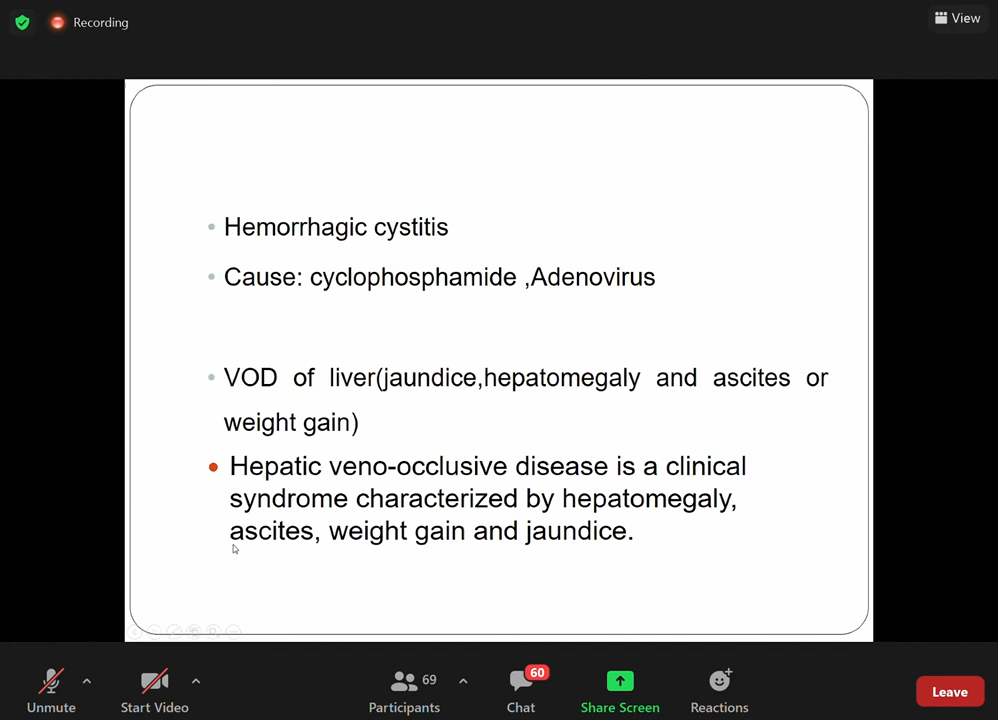 Recording
View
Hemorrhagic cystitis
Cause: cyclophosphamide ,Adenovirus
VOD of liver(jaundice,hepatomegaly and ascites or
weight gain)
Hepatic veno-occlusive disease is a clinical
syndrome characterized by hepatomegaly,
ascites, weight gain and jaundice.
69
60
Unmute
Start Video
Participants
Chat
Share Screen
Reactions
Leave